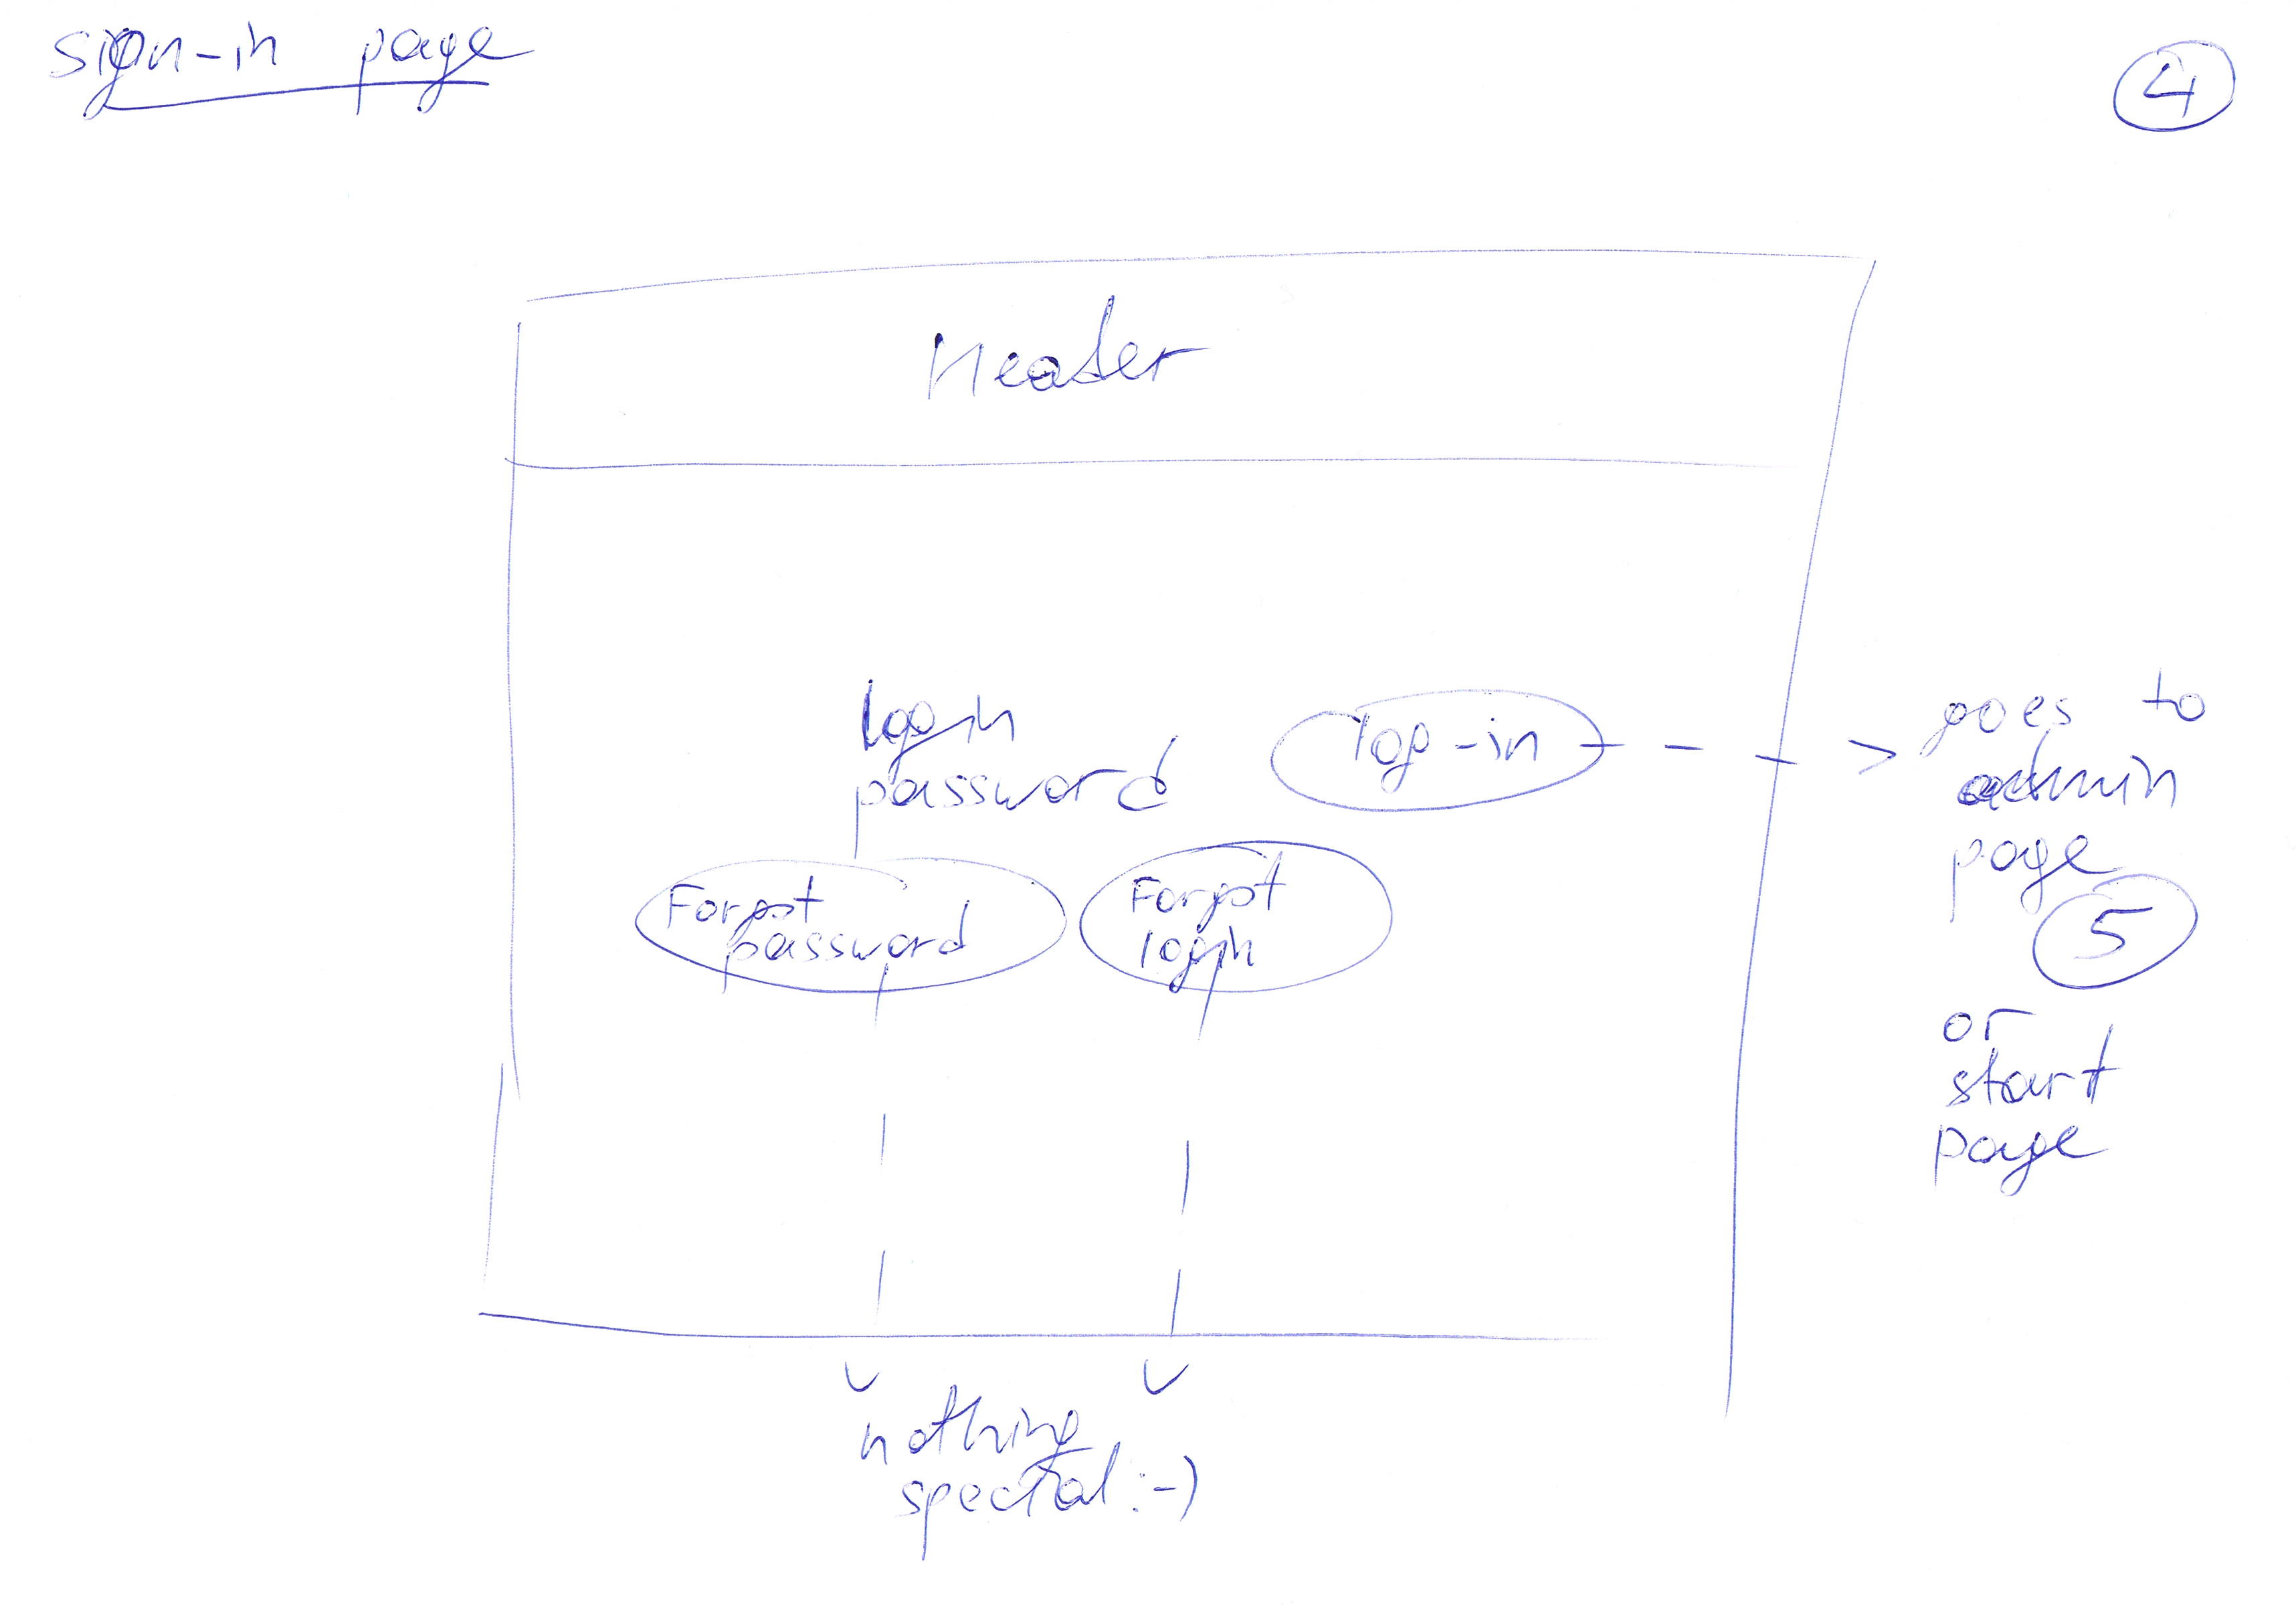 sign-in page
4
Header
login
password
log-in
goes to
admin
page
5
or
start
page
Forgot
password
Forgot
login
nothing
special :-)